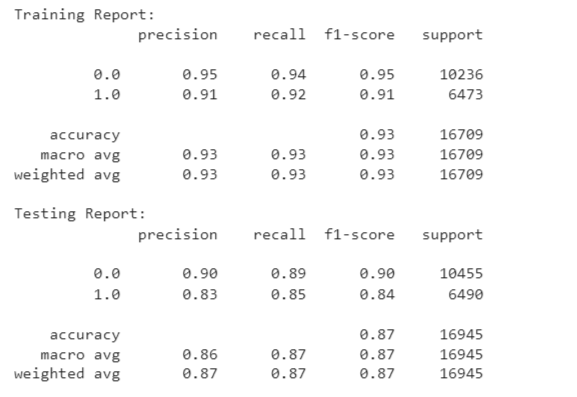 Training Report:
precision recall f1-score support
0.0 0.95 0.94 0.95 10236
1.0 0.91 0.92 0.91 6473
accuracy 0.93 16709
macro avg 0.93 0.93 0.93 16709
weighted avg 0.93 0.93 0.93 16709
Testing Report:
precision recall f1-score support
0.0 0.90 0.89 0.90 10455
1.0 0.83 0.85 0.84 6490
accuracy 0.87 16945
macro avg 0.86 0.87 0.87 16945
weighted avg 0.87 0.87 0.87 16945